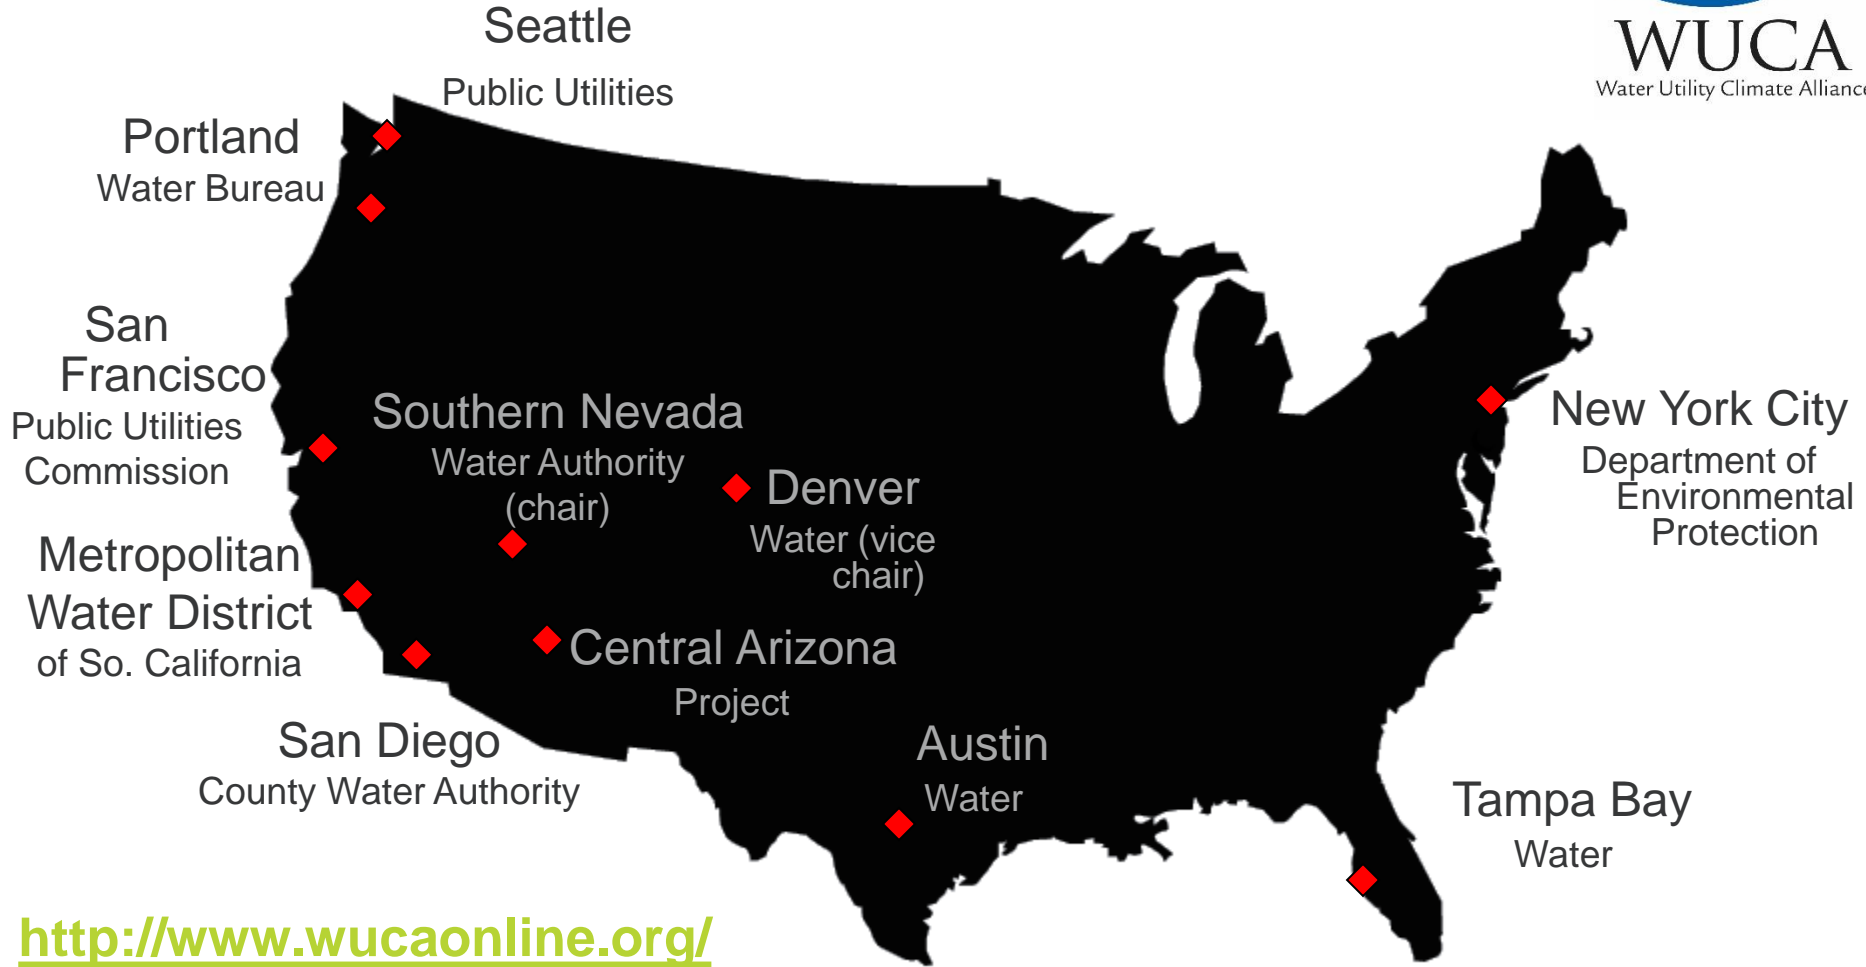 Seattle
Public Utilities
WUCA
Water Utility Climate Alliance
Portland
Water Bureau
San
Francisco
Public Utilities
Commission
Southern Nevada
Water Authority
(chair)
Denver
Water (vice
chair)
New York City
Department of
Environmental
Protection
Metropolitan
Water District
of So. California
Central Arizona
Project
San Diego
County Water Authority
Austin
Water
Tampa Bay
Water
http://www.wucaonline.org/